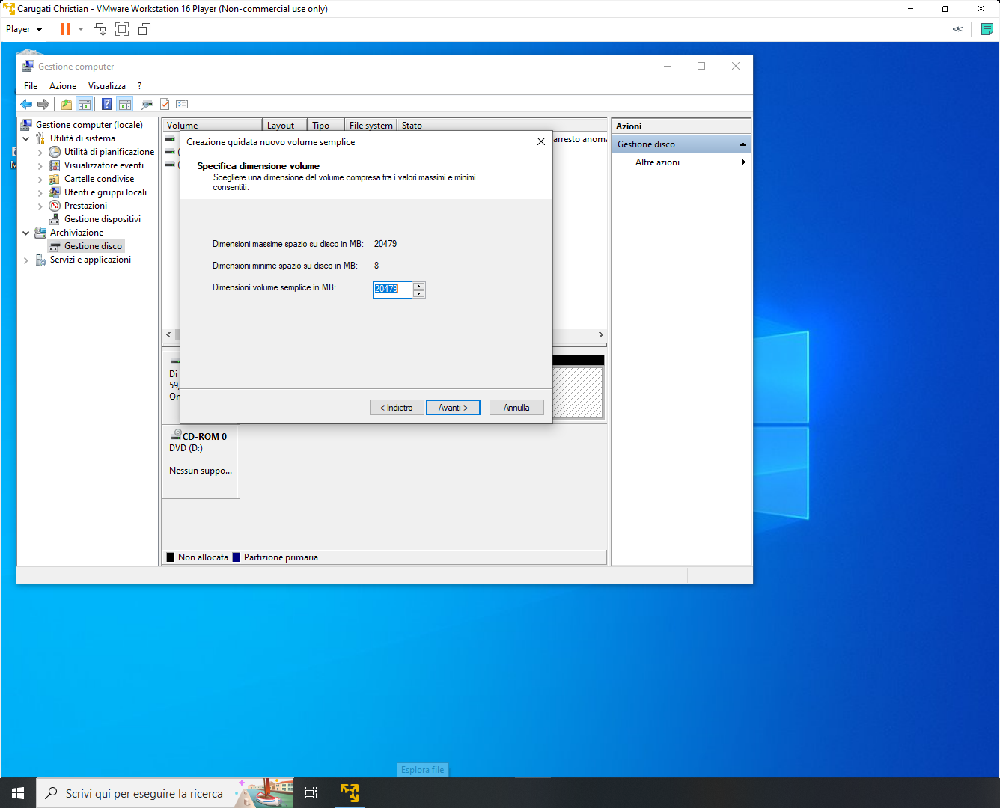 Carugati Christian - VMware Workstation 16 Player (Non-commercial use only)
Player
Gestione computer
File Azione Visualizza ?
Gestione computer (locale)
Utilità di sistema
Utilità di pianificazione
Visualizzatore eventi
Cartelle condivise
Utenti e gruppi locali
Prestazioni
Gestione dispositivi
Archiviazione
Gestione disco
Servizi e applicazioni
Volume Layout Tipo File system Stato
arresto anoma
Creazione guidata nuovo volume semplice
Specifica dimensione volume
Scegliere una dimensione del volume compresa tra i valori massimi e minimi
consentiti.
Dimensioni massime spazio su disco in MB: 20479
Dimensioni minime spazio su disco in MB: 8
Dimensioni volume semplice in MB: 20479
< Indietro Avanti > Annulla
Di
59,
On
CD-ROM 0
DVD (D:)
Nessun suppo...
Non allocata Partizione primaria
Azioni
Gestione disco
Altre azioni
Esplora file
Scrivi qui per eseguire la ricerca